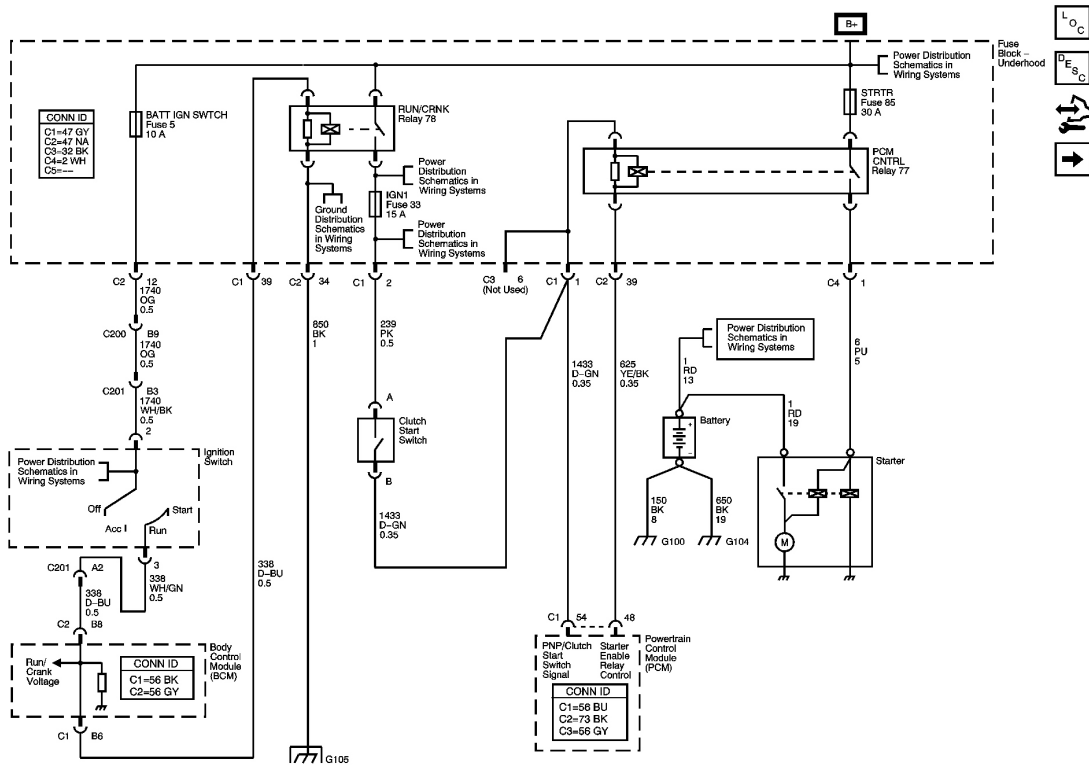 B+
L
O
C
D
E
S
C
Fuse
Block –
Underhood
Power Distribution
Schematics in
Wiring Systems
BATT IGN SWTCH
Fuse 5
10 A
RUN/CRNK
Relay 78
STRTR
Fuse 85
30 A
CONN ID
C1=47 GY
C2=47 NA
C3=32 BK
C4=2 WH
C5=--
PCM
CNTRL
Relay 77
Power
Distribution
Schematics in
Wiring Systems
Ground
Distribution
Schematics
in Wiring
Systems
IGN1
Fuse 33
15 A
Power
Distribution
Schematics in
Wiring Systems
C2 12
C1 39
C2 34
C1 2
C3 6
(Not Used)
C1 1
C2 39
C4 1
1740
OG
0.5
C200 B9
1740
OG
0.5
C201 B3
1740
WH/BK
0.5
2
850
BK
1
239
PK
0.5
1433
D-GN
0.35
625
YE/BK
0.35
Power Distribution
Schematics in
Wiring Systems
6
PU
5
1
RD
13
1
RD
19
A
Clutch
Start
Switch
B
Battery
+
–
Ignition
Switch
Power Distribution
Schematics in
Wiring Systems
Off
Acc I
Run
Start
3
Starter
M
150
BK
8
650
BK
19
G100
G104
1433
D-GN
0.35
C201 A2
338
D-BU
0.5
338
WH/GN
0.5
338
D-BU
0.5
C2 B8
C1 54
48
Body
Control
Module
(BCM)
Run/
Crank
Voltage
CONN ID
C1=56 BK
C2=56 GY
C1 B6
PNP/Clutch
Start
Switch
Signal
Starter
Enable
Relay
Control
Powertrain
Control
Module
(PCM)
CONN ID
C1=56 BU
C2=73 BK
C3=56 GY
G105